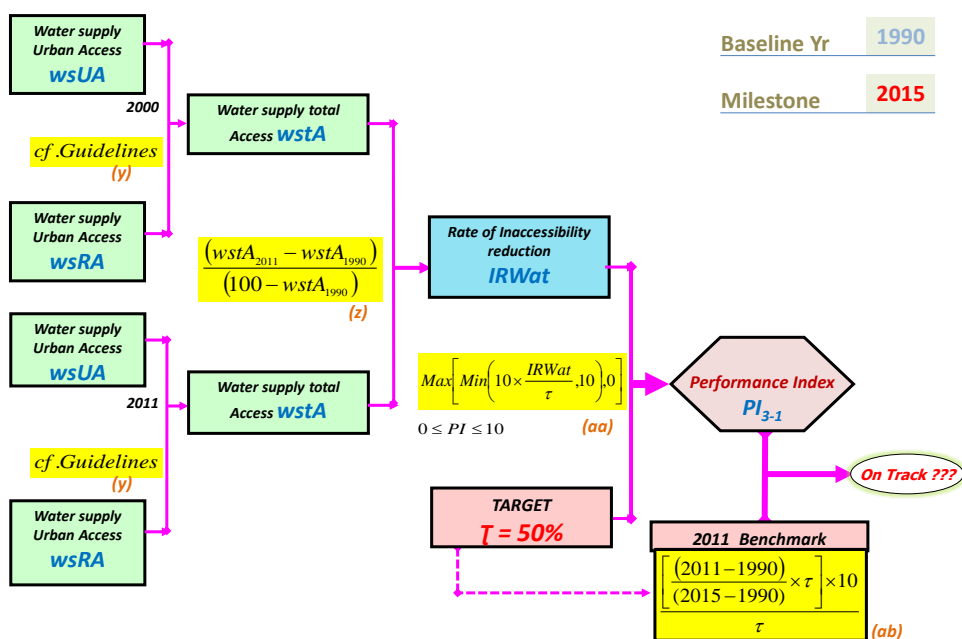 Water supply
Urban Access
wsUA
2000
cf .Guidelines
(y)
Water supply
Urban Access
wsRA
Water supply
Urban Access
wsUA
2011
cf .Guidelines
(y)
Water supply
Urban Access
wsRA
Water supply total
Access wstA
(wstA2011 − wstA1990)
(100 − wstA1990)
(z)
Water supply total
Access wstA
Baseline Yr 1990
Milestone 2015
Rate of Inaccessibility
reduction
IRWat
Max[Min(10 × IRWat/τ ,10),0]
0 ≤ PI ≤ 10
(aa)
TARGET
Ʈ = 50%
Performance Index
PI3-1
On Track ???
2011 Benchmark
[(2011 − 1990)/(2015 − 1990) × τ] × 10
τ
(ab)